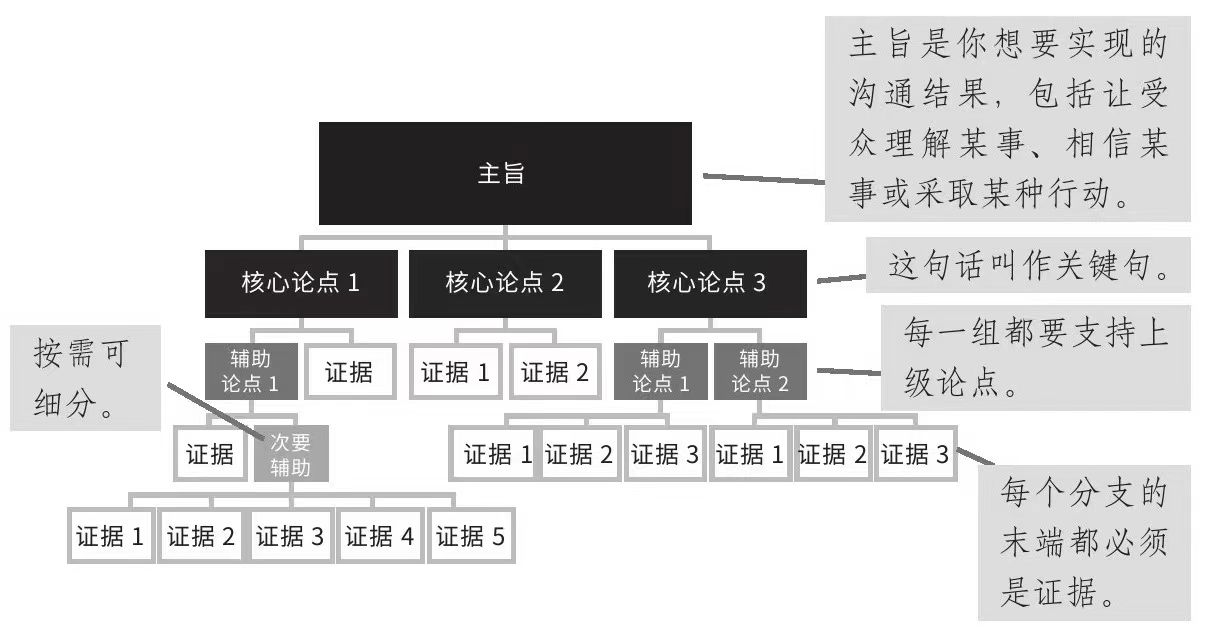 主旨是你想要实现的
沟通结果，包括让受
众理解某事、相信某
事或采取某种行动。
主旨
核心论点 1
核心论点 2
核心论点 3
这句话叫作关键句。
按需可
细分。
辅助
论点 1
证据
证据 1
证据 2
辅助
论点 1
辅助
论点 2
每一组都要支持上
级论点。
证据
次要
辅助
证据 1
证据 2
证据 3
证据 1
证据 2
证据 3
每个分支的
末端都必须
是证据。
证据 1
证据 2
证据 3
证据 4
证据 5